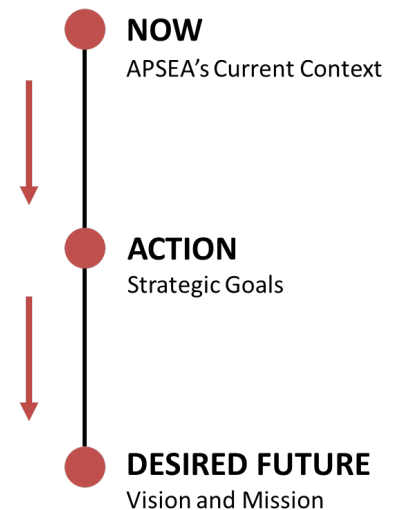 NOW
APSEA’s Current Context
ACTION
Strategic Goals
DESIRED FUTURE
Vision and Mission